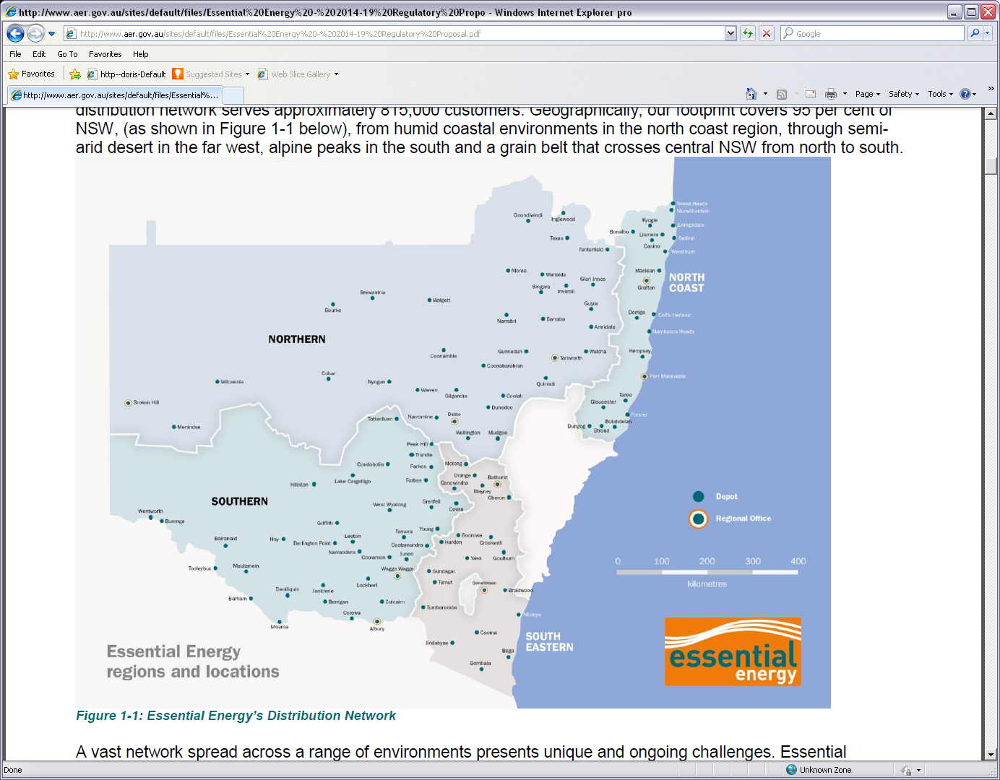 http://www.aer.gov.au/sites/default/files/Essential%20Energy%20-%202014-19%20Regulatory%20Propo - Windows Internet Explorer pro
http://www.aer.gov.au/sites/default/files/Essential%20Energy%20-%202014-19%20Regulatory%20Proposal.pdf
Google
File Edit Go To Favorites Help
Favorites http--doris-Default Suggested Sites Web Slice Gallery
http://www.aer.gov.au/sites/default/files/Essential%...
Page Safety Tools
distribution network serves approximately 815,000 customers. Geographically, our footprint covers 95 per cent of
NSW, (as shown in Figure 1-1 below), from humid coastal environments in the north coast region, through semi-
arid desert in the far west, alpine peaks in the south and a grain belt that crosses central NSW from north to south.
Tweed Heads
Murwillumbah
Goondiwindi
Inglewood
Kyogle
Ewingsdale
Bonalbo
Lismore
Ballina
Texas
Casino
Tenterfield
Woodburn
Moree
Warialda
Maclean
NORTH
COAST
Glen Innes
Bingara
Inverell
Grafton
Brewarrina
Walgett
Bourke
Guyra
Dorrigo
Coffs Harbour
Narrabri
Barraba
Armidale
Nambucca Heads
NORTHERN
Coonamble
Gunnedah
Walcha
Kempsey
Tamworth
Coonabarabran
Cobar
Port Macquarie
Wilcannia
Nyngan
Quirindi
Warren
Gilgandra
Coolah
Taree
Broken Hill
Gloucester
Dunedoo
Forster
Tottenham
Narromine
Dubbo
Bulahdelah
Menindee
Dungog
Stroud
Wellington
Mudgee
Peak Hill
Trundle
Condobolin
Parkes
Molong
Lake Cargelligo
Forbes
Orange
Bathurst
Hillston
Canowindra
Blayney
Oberon
SOUTHERN
Depot
West Wyalong
Grenfell
Cowra
Wentworth
Buronga
Regional Office
Griffith
Young
Temora
Boorowa
Balranald
Hay
Leeton
Darlington Point
Cootamundra
Harden
Crookwell
Narrandera
Coolamon
Junee
Yass
Goulburn
0 100 200 300 400
Tooleybuc
Moulamein
Wagga Wagga
Gundagai
kilometres
Lockhart
Tumut
Queanbeyan
Deniliquin
Jerilderie
Braidwood
Barham
Berrigan
Culcairn
Tumbarumba
Corowa
Moruya
Moama
Albury
Cooma
SOUTH
EASTERN
Jindabyne
Bega
Bombala
Essential Energy
regions and locations
essential
energy
Figure 1-1: Essential Energy's Distribution Network
A vast network spread across a range of environments presents unique and ongoing challenges. Essential
Done
Unknown Zone